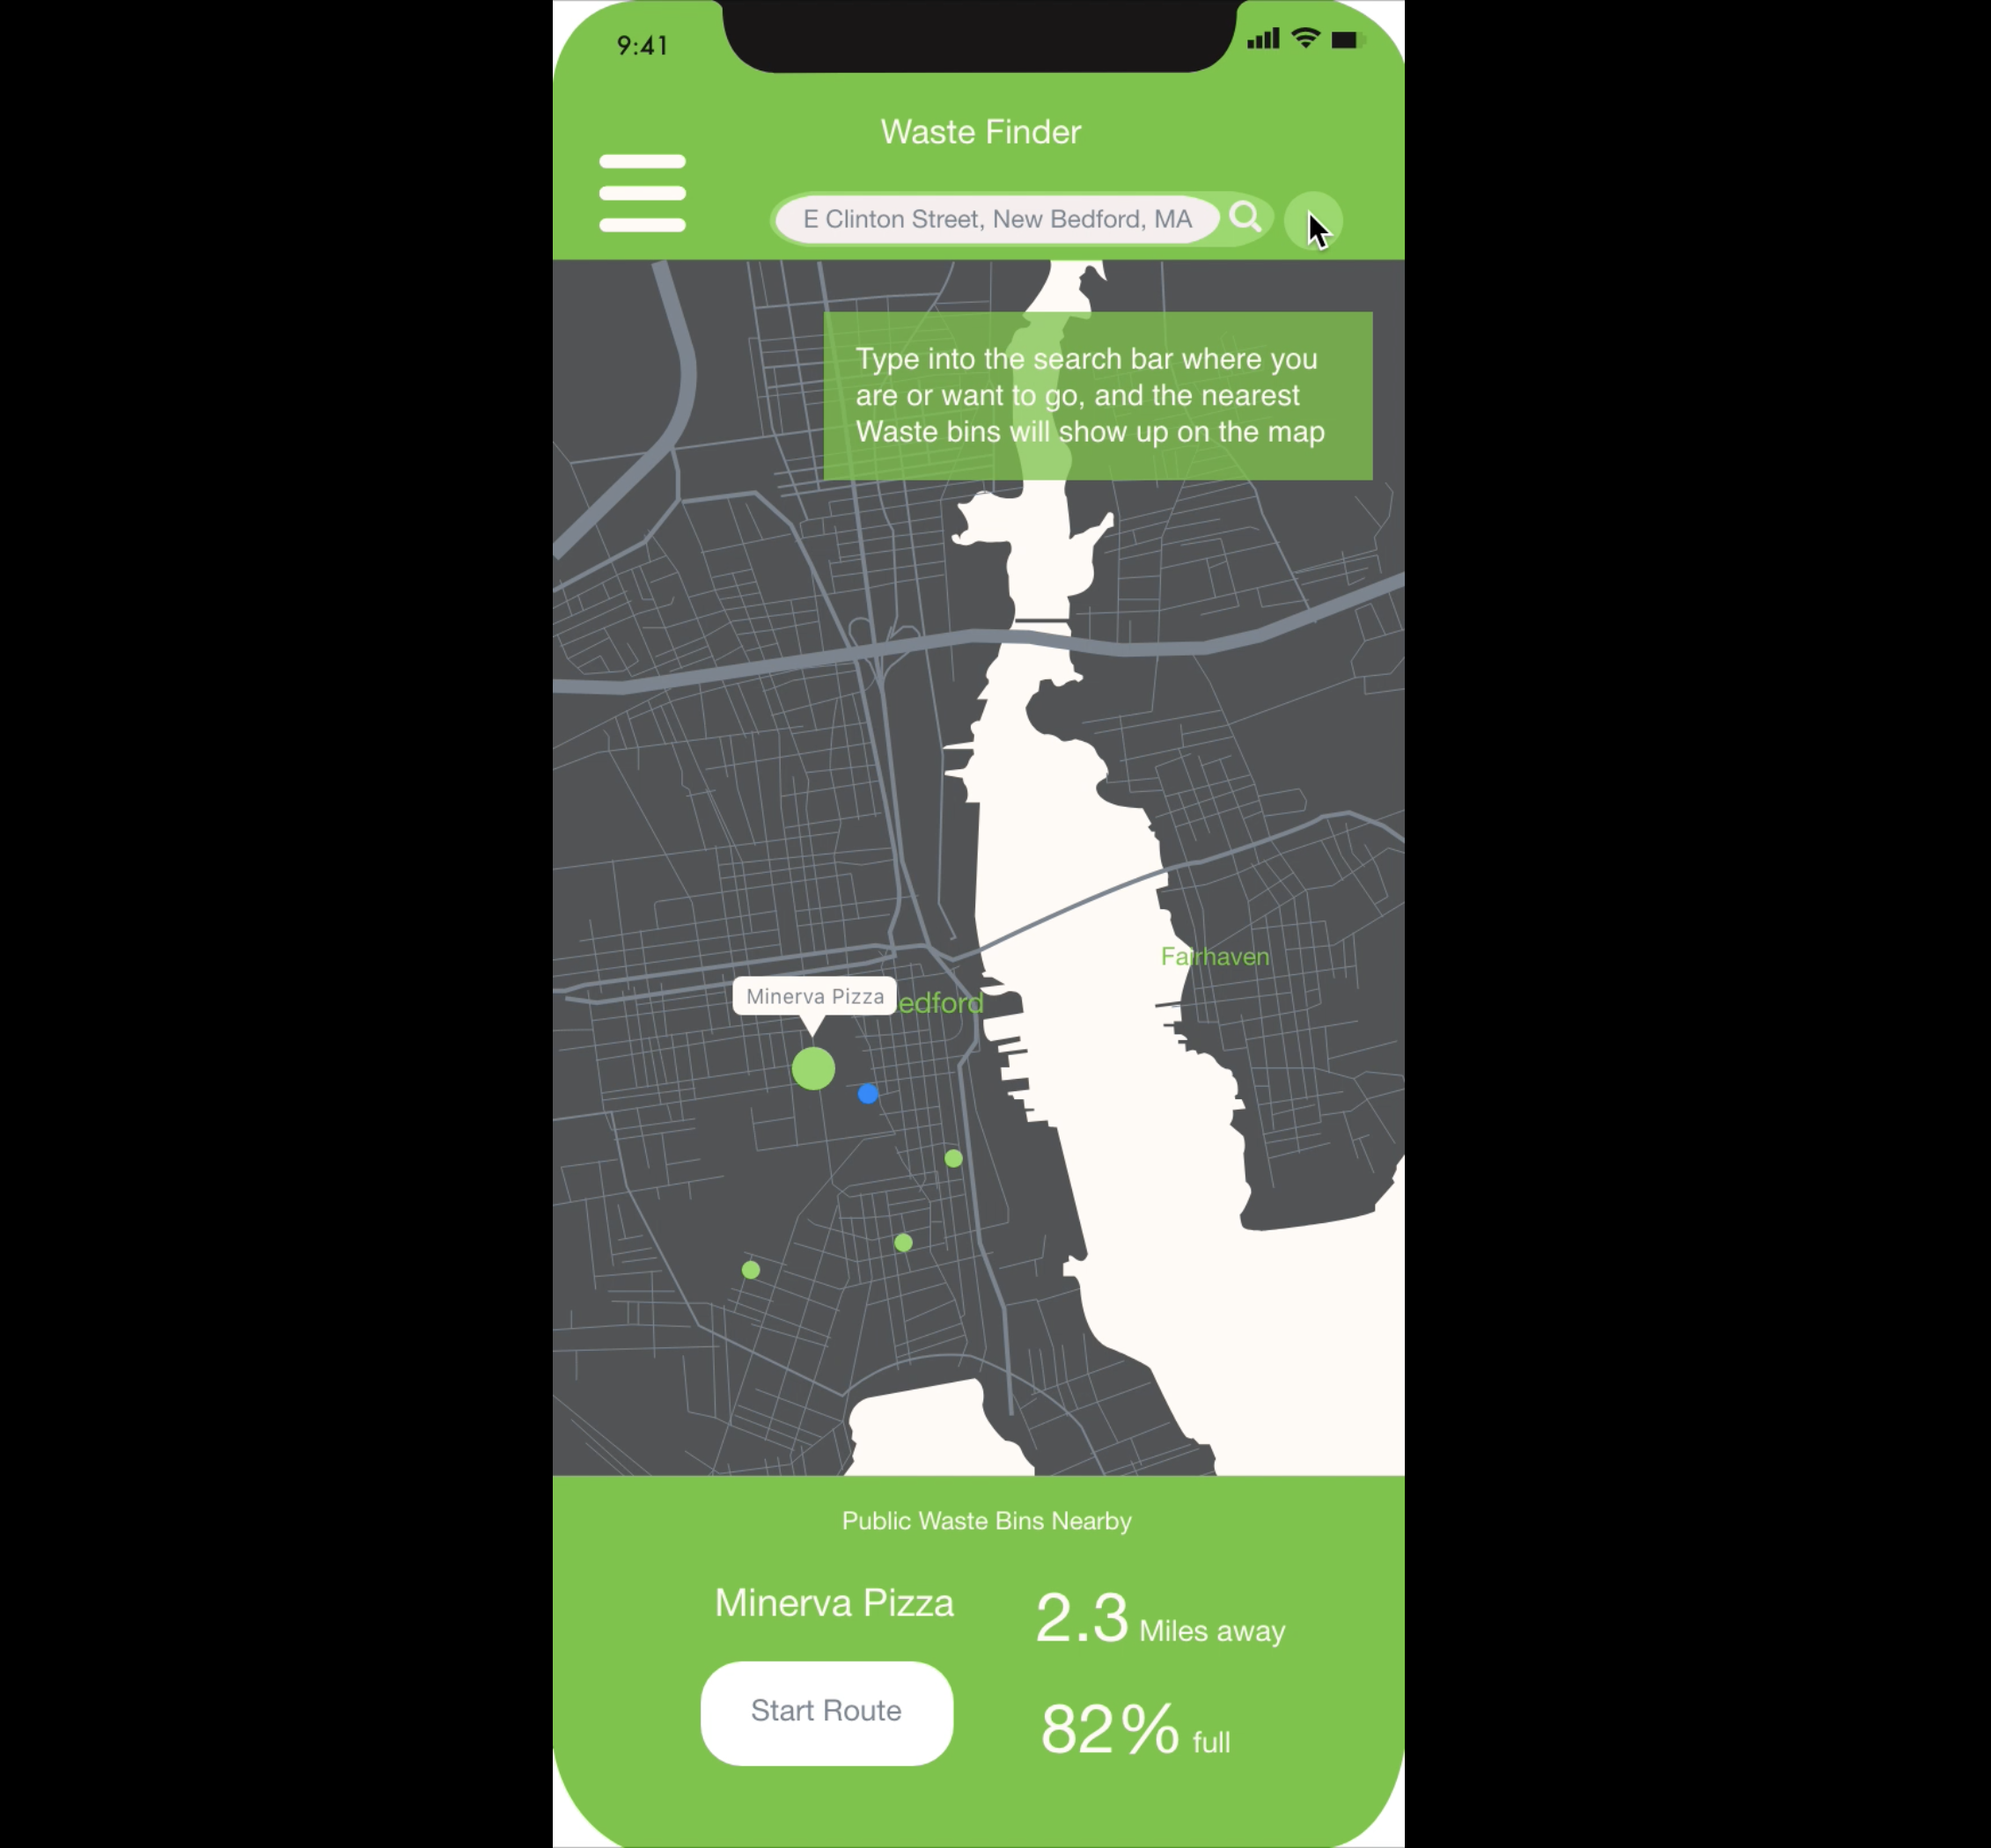 9:41
Waste Finder
E Clinton Street, New Bedford, MA
Type into the search bar where you
are or want to go, and the nearest
Waste bins will show up on the map
Fairhaven
Minerva Pizza
edford
Public Waste Bins Nearby
Minerva Pizza
2.3 Miles away
Start Route
82% full